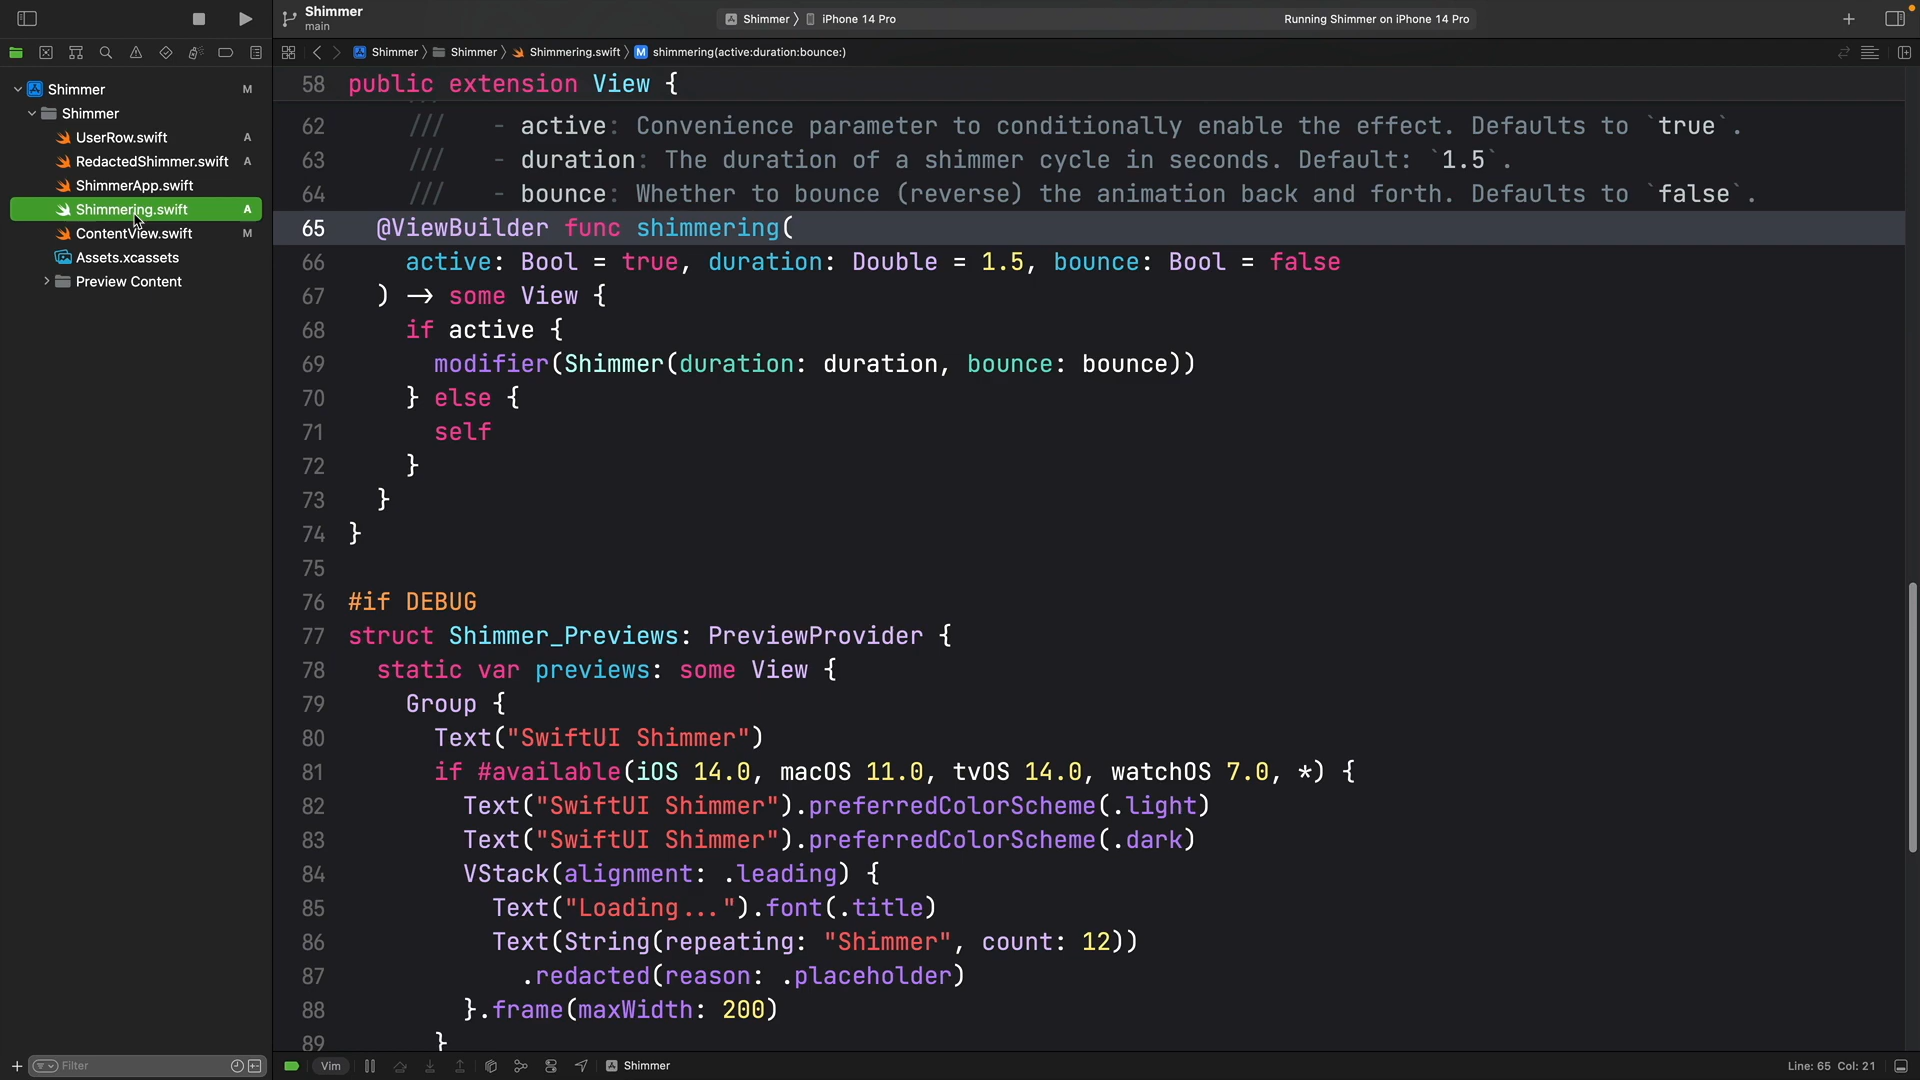 Shimmer
main
Shimmer
iPhone 14 Pro
Running Shimmer on iPhone 14 Pro
Shimmer
Shimmer
Shimmering.swift
M
shimmering(active:duration:bounce:)
Shimmer
M
Shimmer
UserRow.swift
A
RedactedShimmer.swift
A
ShimmerApp.swift
Shimmering.swift
A
ContentView.swift
M
Assets.xcassets
Preview Content
58 public extension View {
62 /// - active: Convenience parameter to conditionally enable the effect. Defaults to `true`.
63 /// - duration: The duration of a shimmer cycle in seconds. Default: `1.5`.
64 /// - bounce: Whether to bounce (reverse) the animation back and forth. Defaults to `false`.
65 @ViewBuilder func shimmering(
66 active: Bool = true, duration: Double = 1.5, bounce: Bool = false
67 ) -> some View {
68 if active {
69 modifier(Shimmer(duration: duration, bounce: bounce))
70 } else {
71 self
72 }
73 }
74 }
75
76 #if DEBUG
77 struct Shimmer_Previews: PreviewProvider {
78 static var previews: some View {
79 Group {
80 Text("SwiftUI Shimmer")
81 if #available(iOS 14.0, macOS 11.0, tvOS 14.0, watchOS 7.0, *) {
82 Text("SwiftUI Shimmer").preferredColorScheme(.light)
83 Text("SwiftUI Shimmer").preferredColorScheme(.dark)
84 VStack(alignment: .leading) {
85 Text("Loading...").font(.title)
86 Text(String(repeating: "Shimmer", count: 12))
87 .redacted(reason: .placeholder)
88 }.frame(maxWidth: 200)
89 }
Filter
Vim
Shimmer
Line: 65 Col: 21